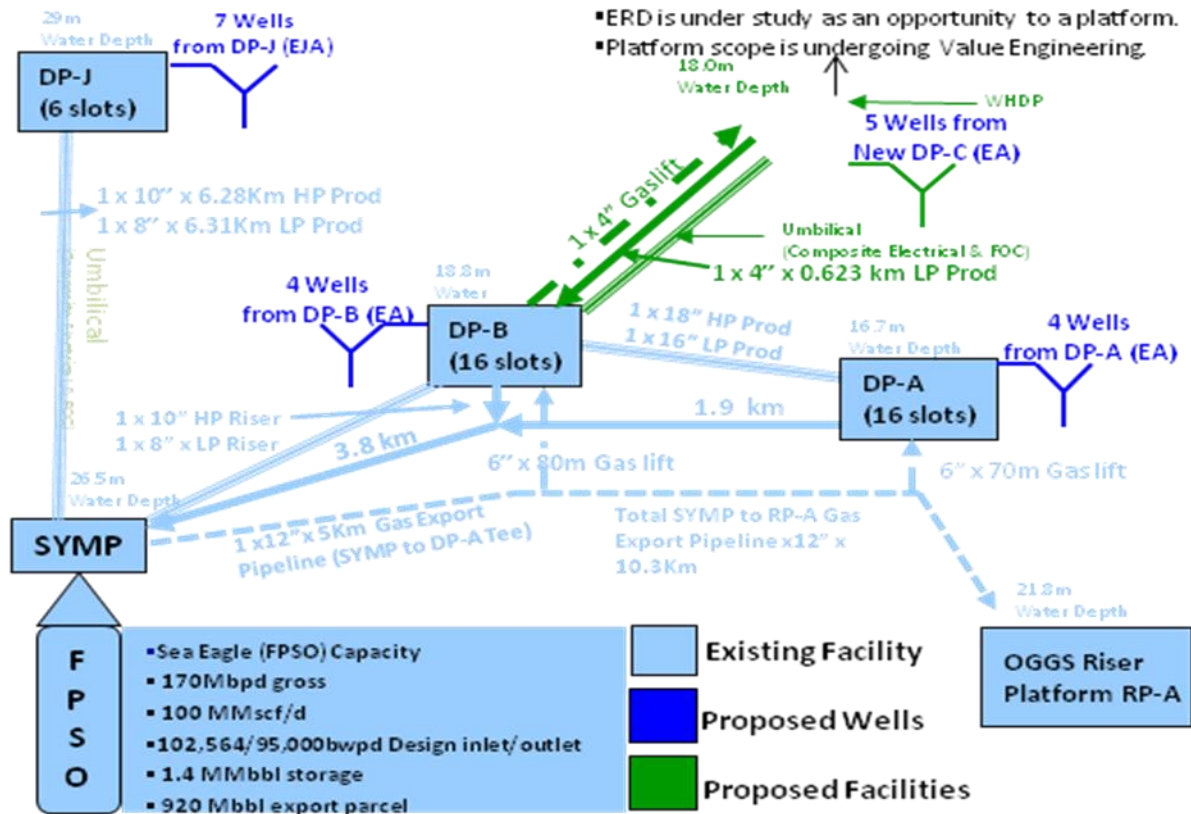 29m
Water Depth
7 Wells
from DP-J (EJA)
▪ERD is under study as an opportunity to a platform.
▪Platform scope is undergoing Value Engineering.
DP-J
(6 slots)
18.0m
Water Depth
WHDP
5 Wells from
New DP-C (EA)
1 x 10” x 6.28Km HP Prod
1 x 8” x 6.31Km LP Prod
1 x 4” Gaslift
Umbilical
Umbilical
(Composite Electrical & FOC)
1 x 4” x 0.623 km LP Prod
18.8m
Water
4 Wells
from DP-B (EA)
DP-B
(16 slots)
1 x 18” HP Prod
1 x 16” LP Prod
16.7m
Water Depth
4 Wells
from DP-A (EA)
DP-A
(16 slots)
1 x 10” HP Riser
1 x 8” x LP Riser
1.9 km
3.8 km
6” x 80m Gas lift
6” x 70m Gas lift
26.5m
Water Depth
SYMP
1 x12” x 5Km Gas Export
Pipeline (SYMP to DP-A Tee)
Total SYMP to RP-A Gas
Export Pipeline x12” x
10.3Km
21.8m
Water Depth
OGGS Riser
Platform RP-A
F
P
S
O
▪Sea Eagle (FPSO) Capacity
▪ 170Mbpd gross
▪ 100 MMscf/d
▪102,564/95,000bwpd Design inlet/outlet
▪ 1.4 MMbbl storage
▪ 920 Mbbl export parcel
Existing Facility
Proposed Wells
Proposed Facilities